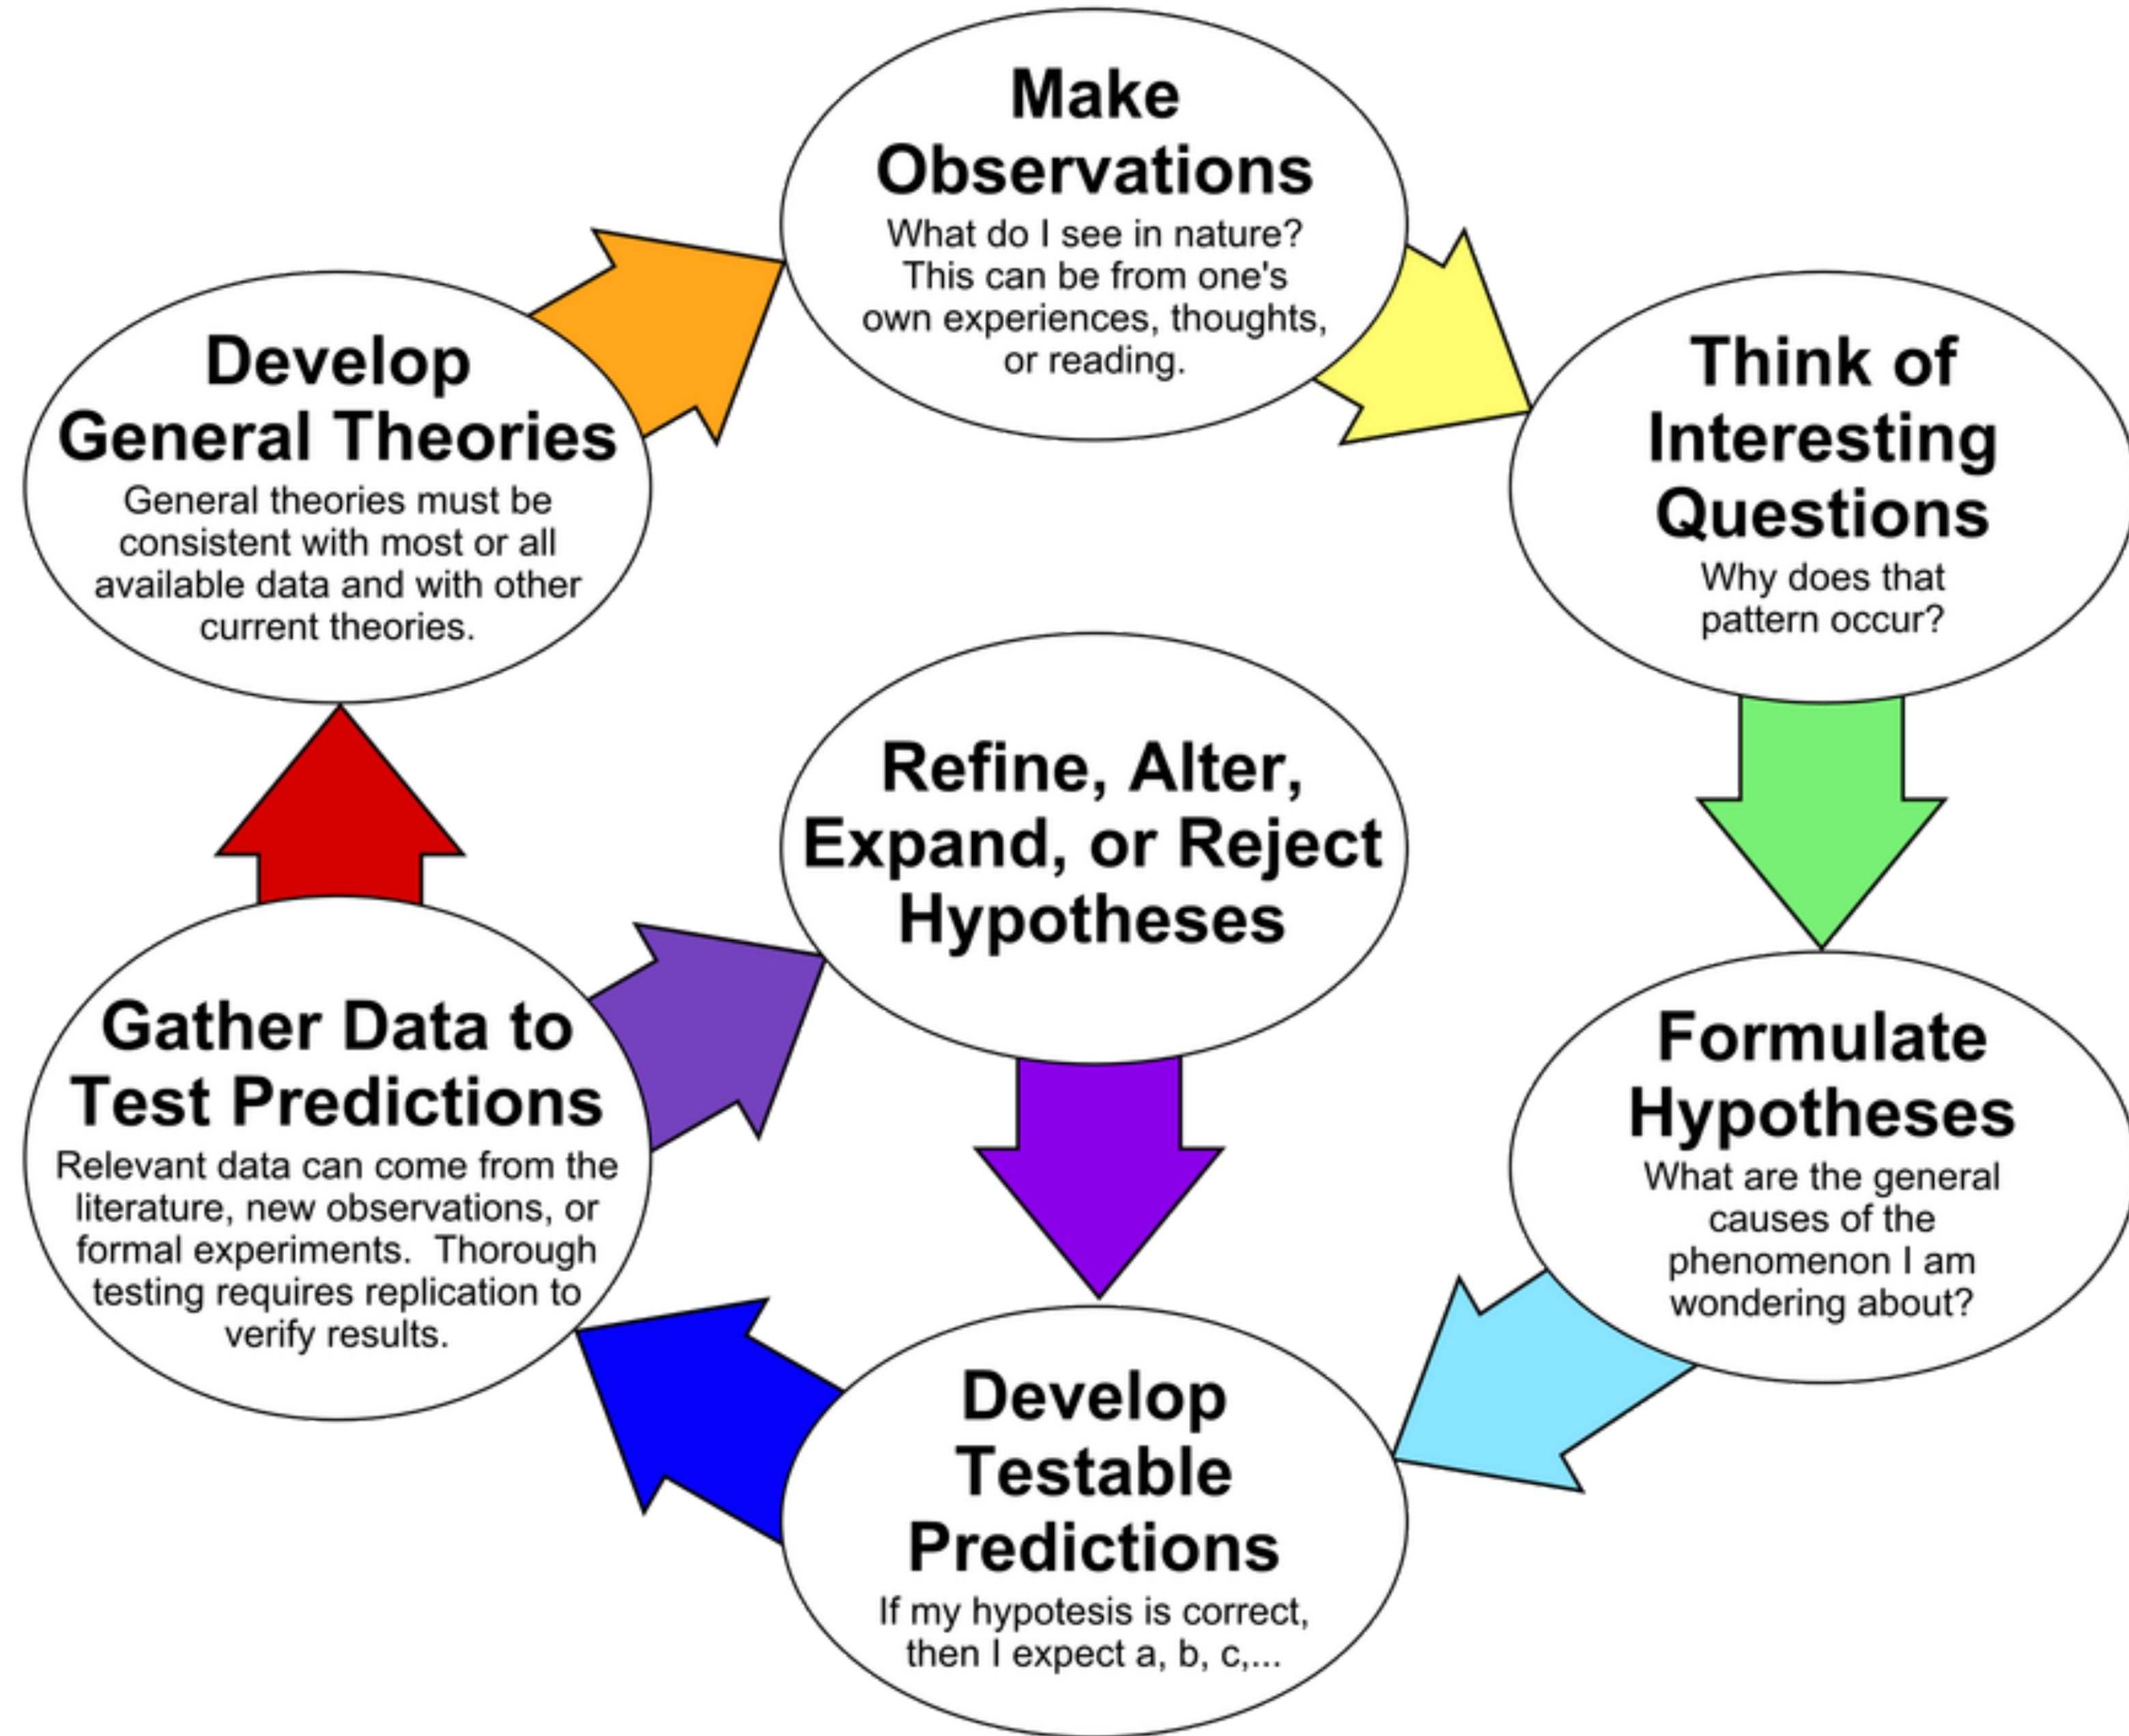 Make
Observations
What do I see in nature?
This can be from one's
own experiences, thoughts,
or reading.
Think of
Interesting
Questions
Why does that
pattern occur?
Formulate
Hypotheses
What are the general
causes of the
phenomenon I am
wondering about?
Develop
Testable
Predictions
If my hypotesis is correct,
then I expect a, b, c,...
Gather Data to
Test Predictions
Relevant data can come from the
literature, new observations, or
formal experiments.  Thorough
testing requires replication to
verify results.
Refine, Alter,
Expand, or Reject
Hypotheses
Develop
General Theories
General theories must be
consistent with most or all
available data and with other
current theories.